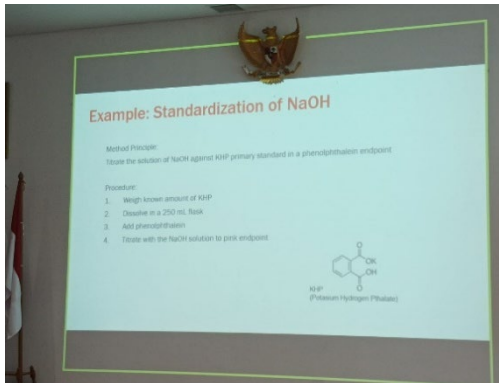 Example: Standardization of NaOH
Method Principle:
Titrate the solution of NaOH against KHP primary standard in a phenolphthalein endpoint
Procedure:
1. Weigh known amount of KHP
2. Dissolve in a 250 mL flask
3. Add phenolphthalein
4. Titrate with the NaOH solution to pink endpoint
O
OK
OH
O
KHP
(Potassium Hydrogen Pthalate)